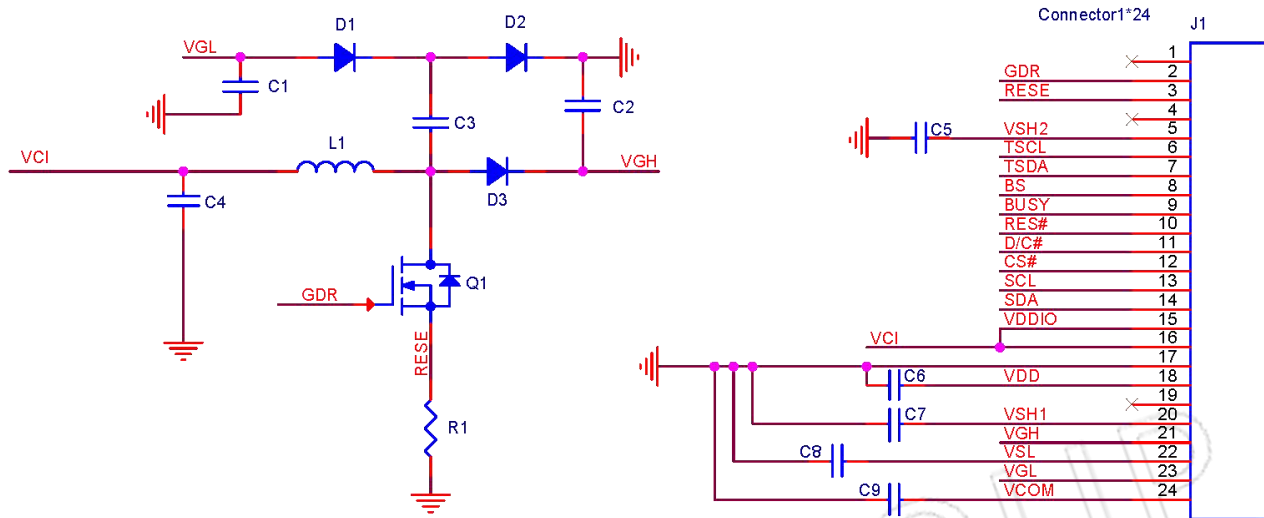 D1
D2
VGL
C1
C2
C3
VCI
L1
VGH
D3
C4
Q1
GDR
RESE
R1
Connector1*24
J1
1
GDR 2
RESE 3
4
C5 VSH2 5
TSCL 6
TSDA 7
BS 8
BUSY 9
RES# 10
D/C# 11
CS# 12
SCL 13
SDA 14
VDDIO 15
VCI 16
17
C6 VDD 18
19
C7 VSH1 20
VGH 21
C8 VSL 22
VGL 23
C9 VCOM 24